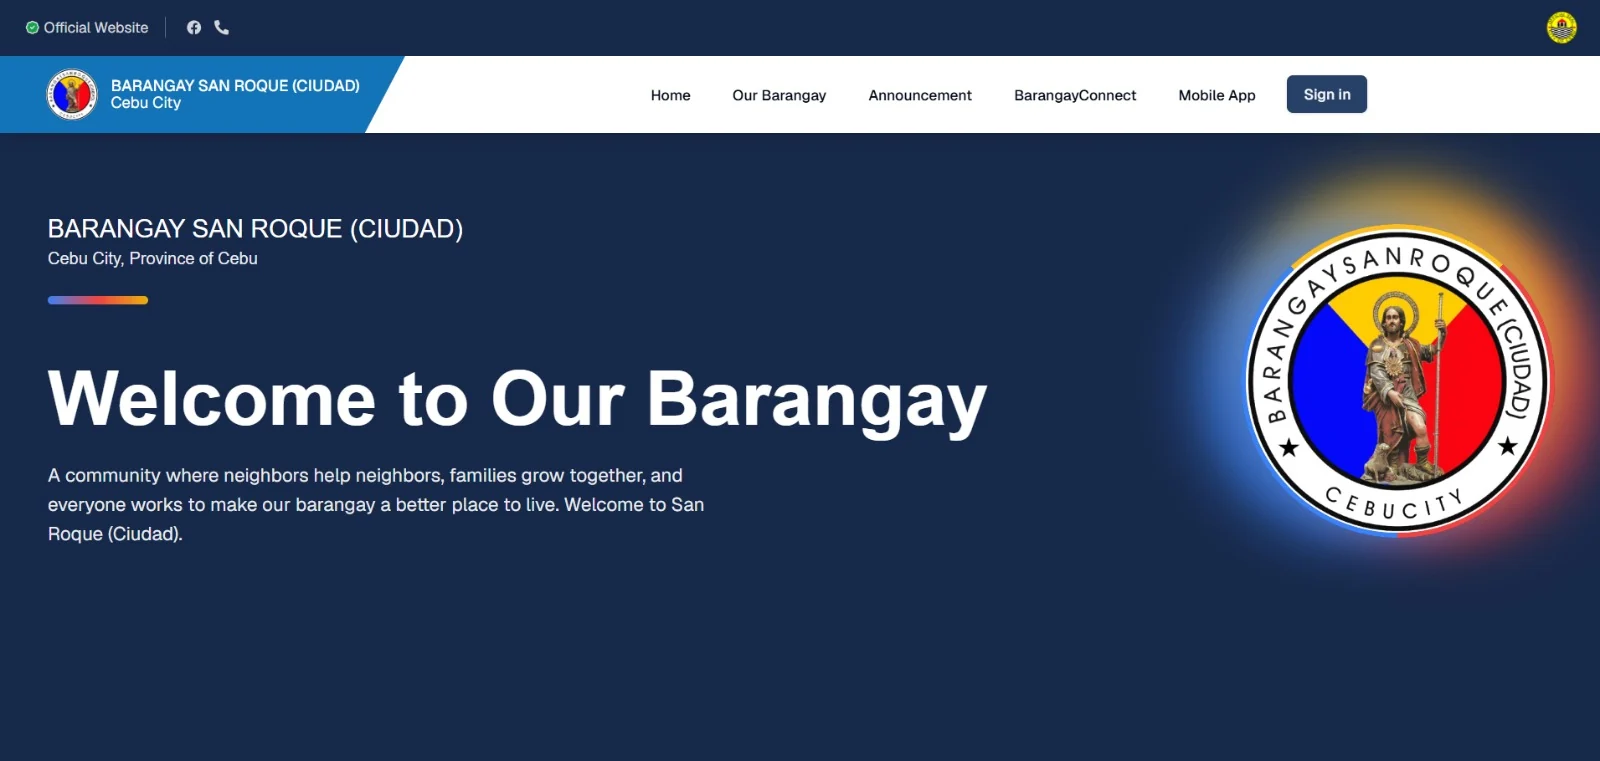 Official Website
BARANGAY SAN ROQUE (CIUDAD)
Cebu City
Home
Our Barangay
Announcement
BarangayConnect
Mobile App
Sign in
BARANGAY SAN ROQUE (CIUDAD)
Cebu City, Province of Cebu
Welcome to Our Barangay
A community where neighbors help neighbors, families grow together, and
everyone works to make our barangay a better place to live. Welcome to San
Roque (Ciudad).
BARANGAY SAN ROQUE (CIUDAD)
CEBU CITY